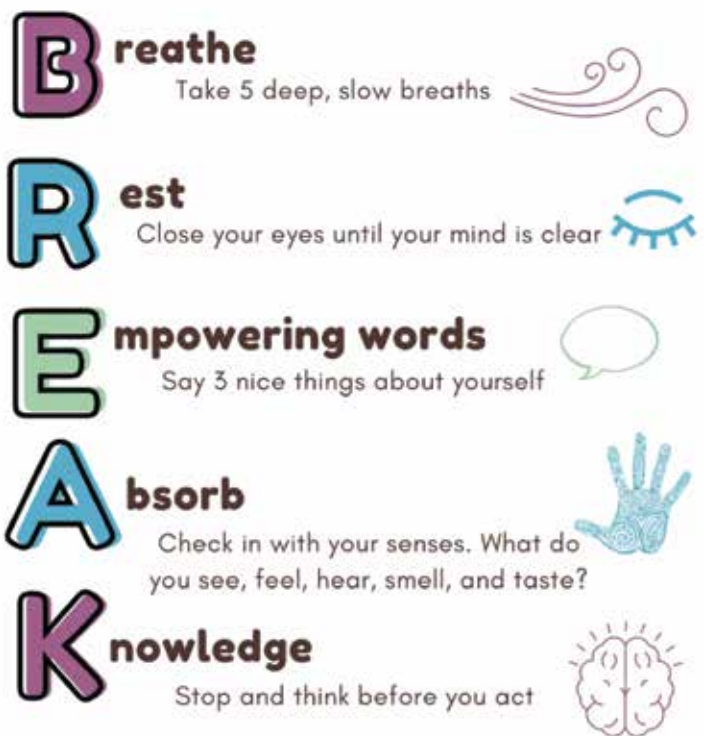 Breathe
Take 5 deep, slow breaths
Rest
Close your eyes until your mind is clear
Empowering words
Say 3 nice things about yourself
Absorb
Check in with your senses. What do
you see, feel, hear, smell, and taste?
Knowledge
Stop and think before you act